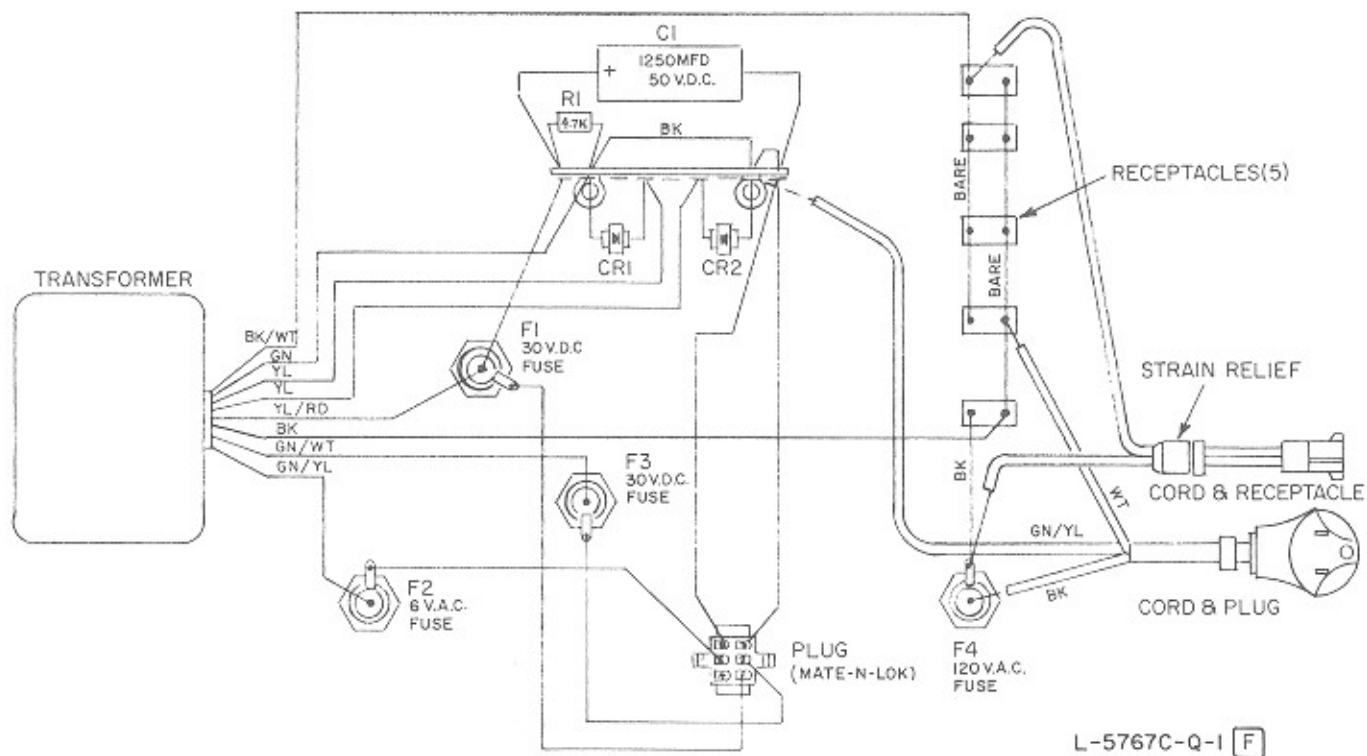 C1
+ 1250MFD
50 V.D.C.
R1
4.7K
BK
BARE
RECEPTACLES(5)
BARE
CR1
CR2
TRANSFORMER
BK/WT
GN
YL
YL
YL/RD
BK
GN/WT
GN/YL
F1
30 V.D.C
FUSE
STRAIN RELIEF
F3
30 V.D.C.
FUSE
BK
WT
CORD & RECEPTACLE
GN/YL
F2
6 V.A.C.
FUSE
BK
CORD & PLUG
PLUG
(MATE-N-LOK)
F4
120 V.A.C.
FUSE
L-5767C-Q-1 F